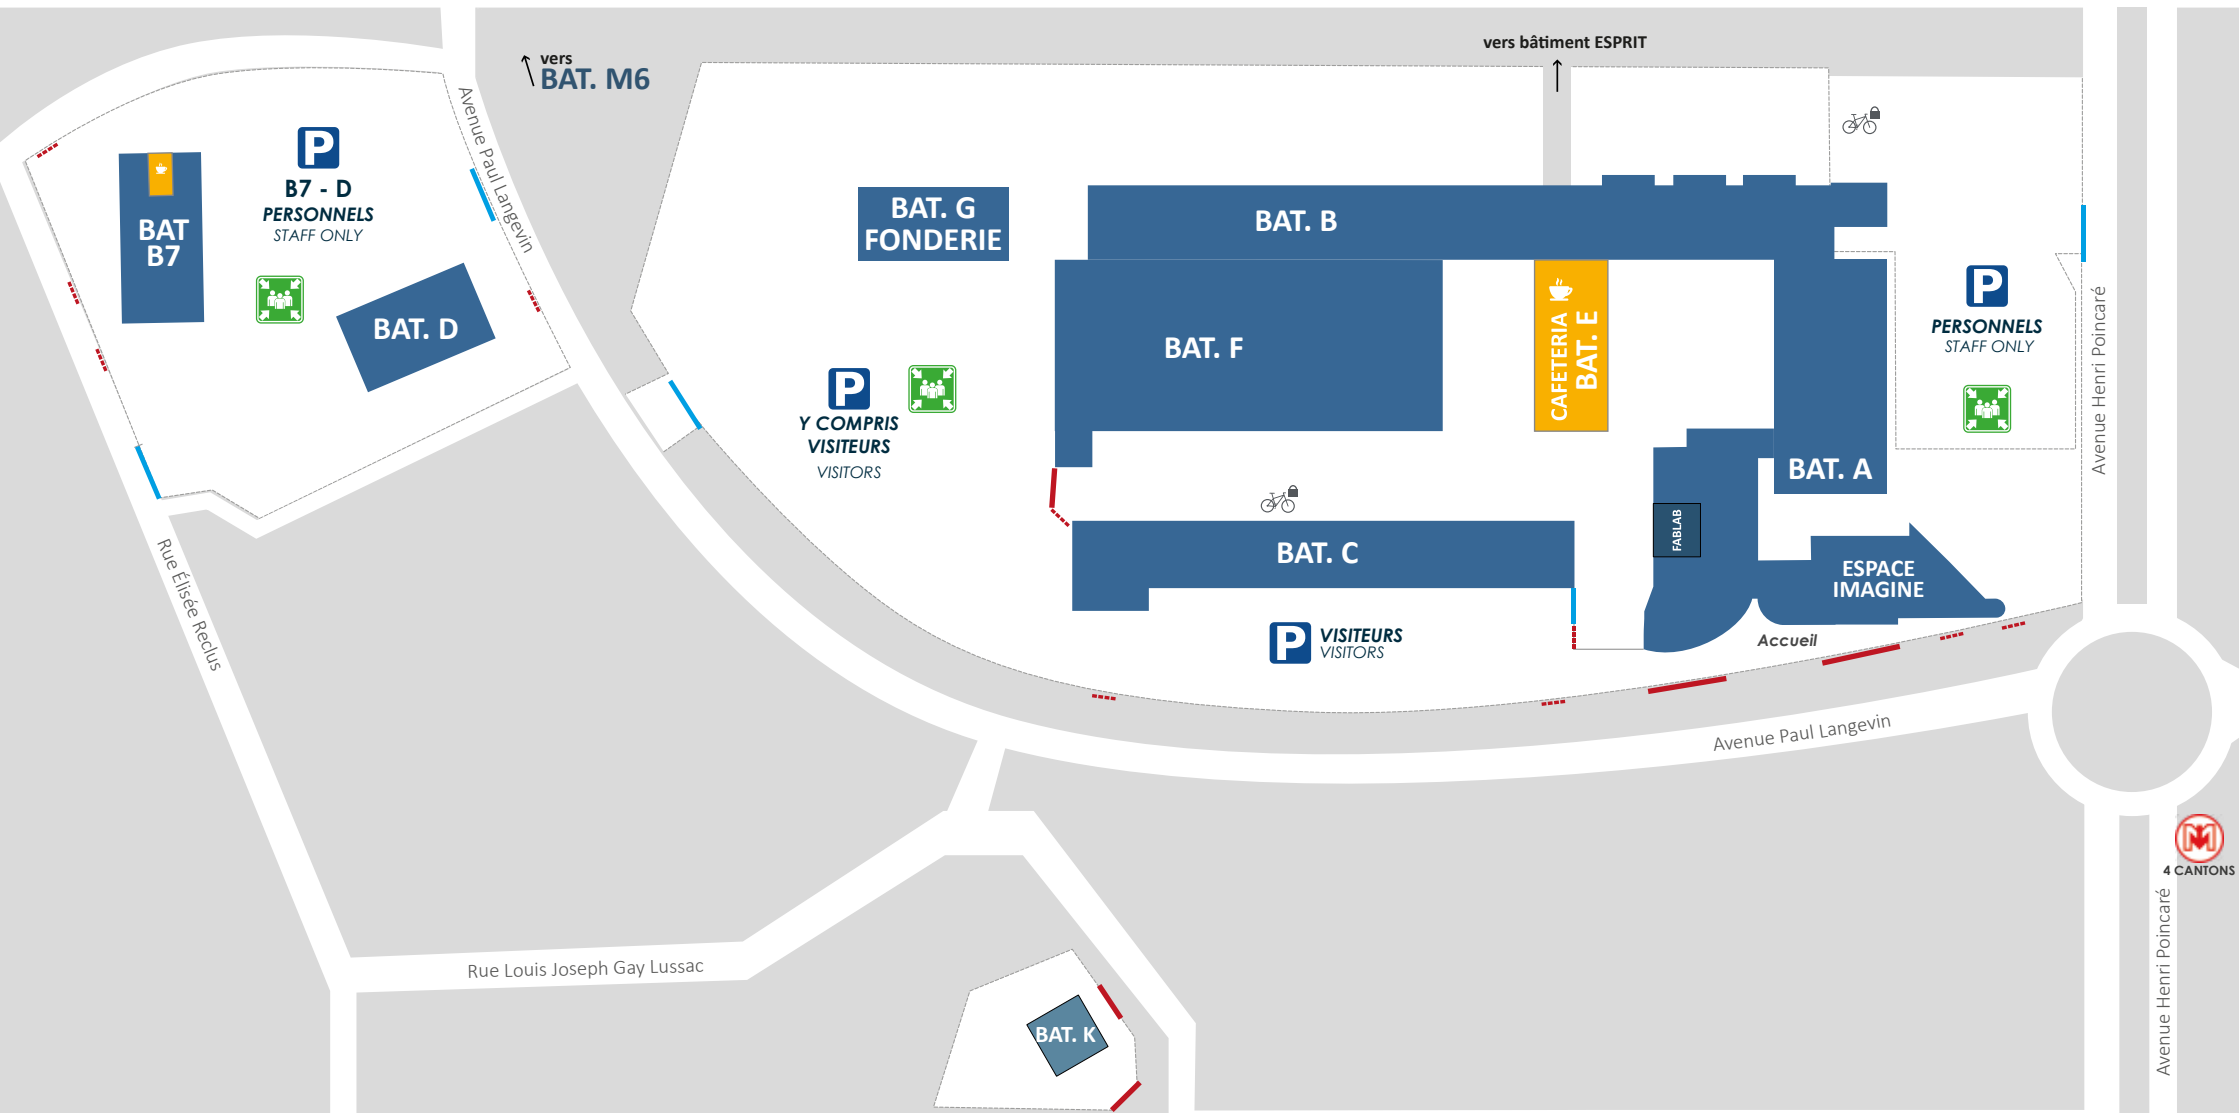 vers
BAT. M6
vers bâtiment ESPRIT
Avenue Paul Langevin
P
B7 - D
PERSONNELS
STAFF ONLY
BAT
B7
BAT. D
BAT. G
FONDERIE
BAT. B
BAT. F
CAFETERIA
BAT. E
P
PERSONNELS
STAFF ONLY
Avenue Henri Poincaré
P
Y COMPRIS
VISITEURS
VISITORS
BAT. A
FABLAB
BAT. C
ESPACE
IMAGINE
Accueil
P
VISITEURS
VISITORS
Rue Élisée Reclus
Avenue Paul Langevin
M
4 CANTONS
Avenue Henri Poincaré
Rue Louis Joseph Gay Lussac
BAT. K